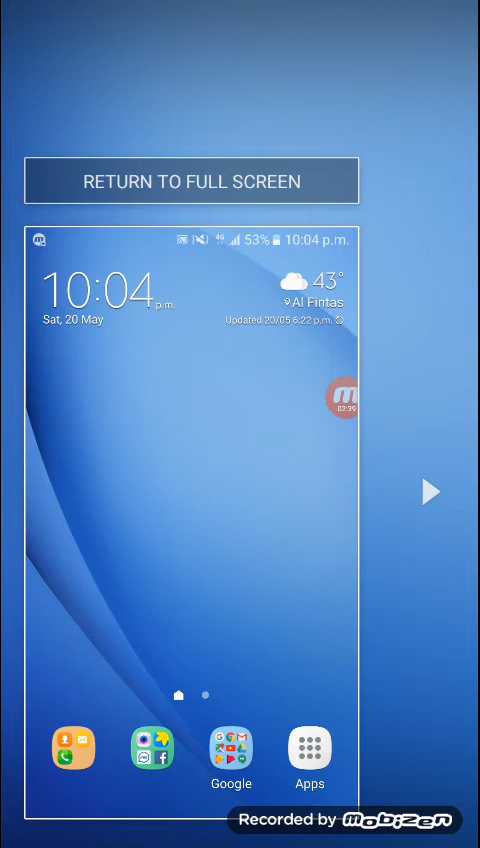 RETURN TO FULL SCREEN
4G 53% 10:04 p.m.
10:04 p.m.
43°
Al Fintas
Sat, 20 May
Updated 20/05 6:22 p.m.
02:39
Google
Apps
Recorded by mobizen